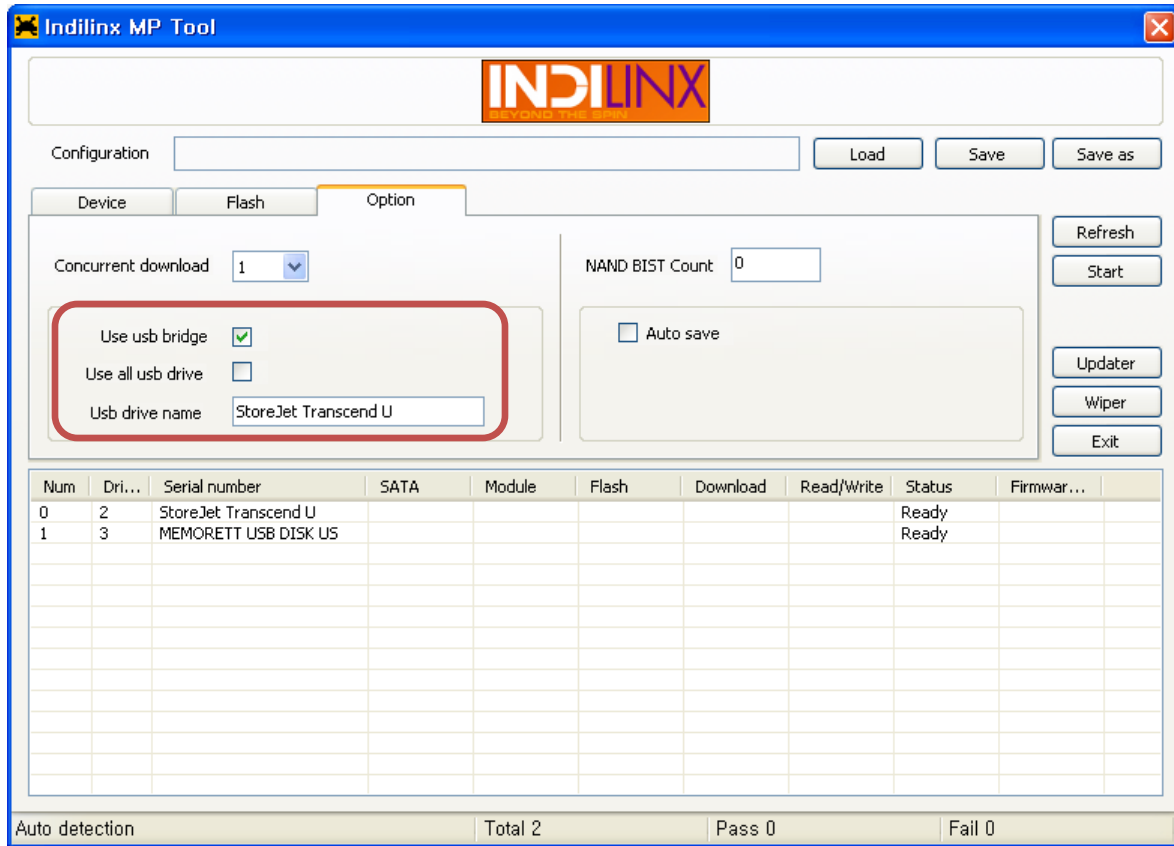 Indilinx MP Tool
INDILINX
BEYOND THE SPIN
Configuration
Load
Save
Save as
Device
Flash
Option
Refresh
Start
Concurrent download
1
NAND BIST Count
0
Use usb bridge
Auto save
Use all usb drive
Usb drive name
StoreJet Transcend U
Updater
Wiper
Exit
Num Dri... Serial number SATA Module Flash Download Read/Write Status Firmwar...
0 2 StoreJet Transcend U Ready
1 3 MEMORETT USB DISK US Ready
Auto detection Total 2 Pass 0 Fail 0